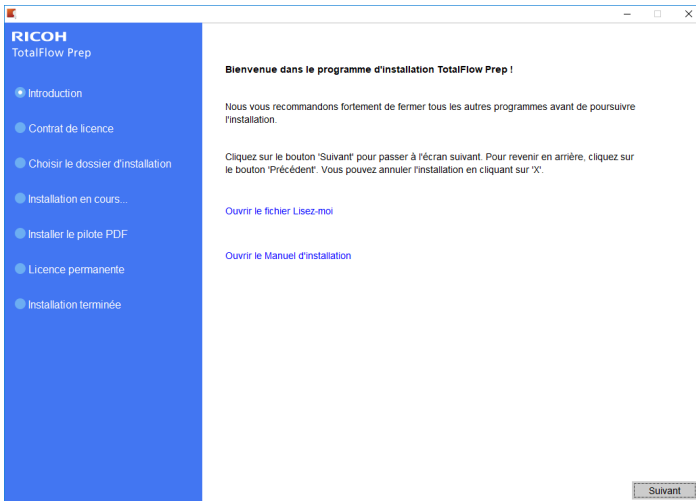 RICOH
TotalFlow Prep
Introduction
Contrat de licence
Choisir le dossier d'installation
Installation en cours...
Installer le pilote PDF
Licence permanente
Installation terminée
Bienvenue dans le programme d'installation TotalFlow Prep !
Nous vous recommandons fortement de fermer tous les autres programmes avant de poursuivre
l'installation.
Cliquez sur le bouton 'Suivant' pour passer à l'écran suivant. Pour revenir en arrière, cliquez sur
le bouton 'Précédent'. Vous pouvez annuler l'installation en cliquant sur 'X'.
Ouvrir le fichier Lisez-moi
Ouvrir le Manuel d'installation
Suivant